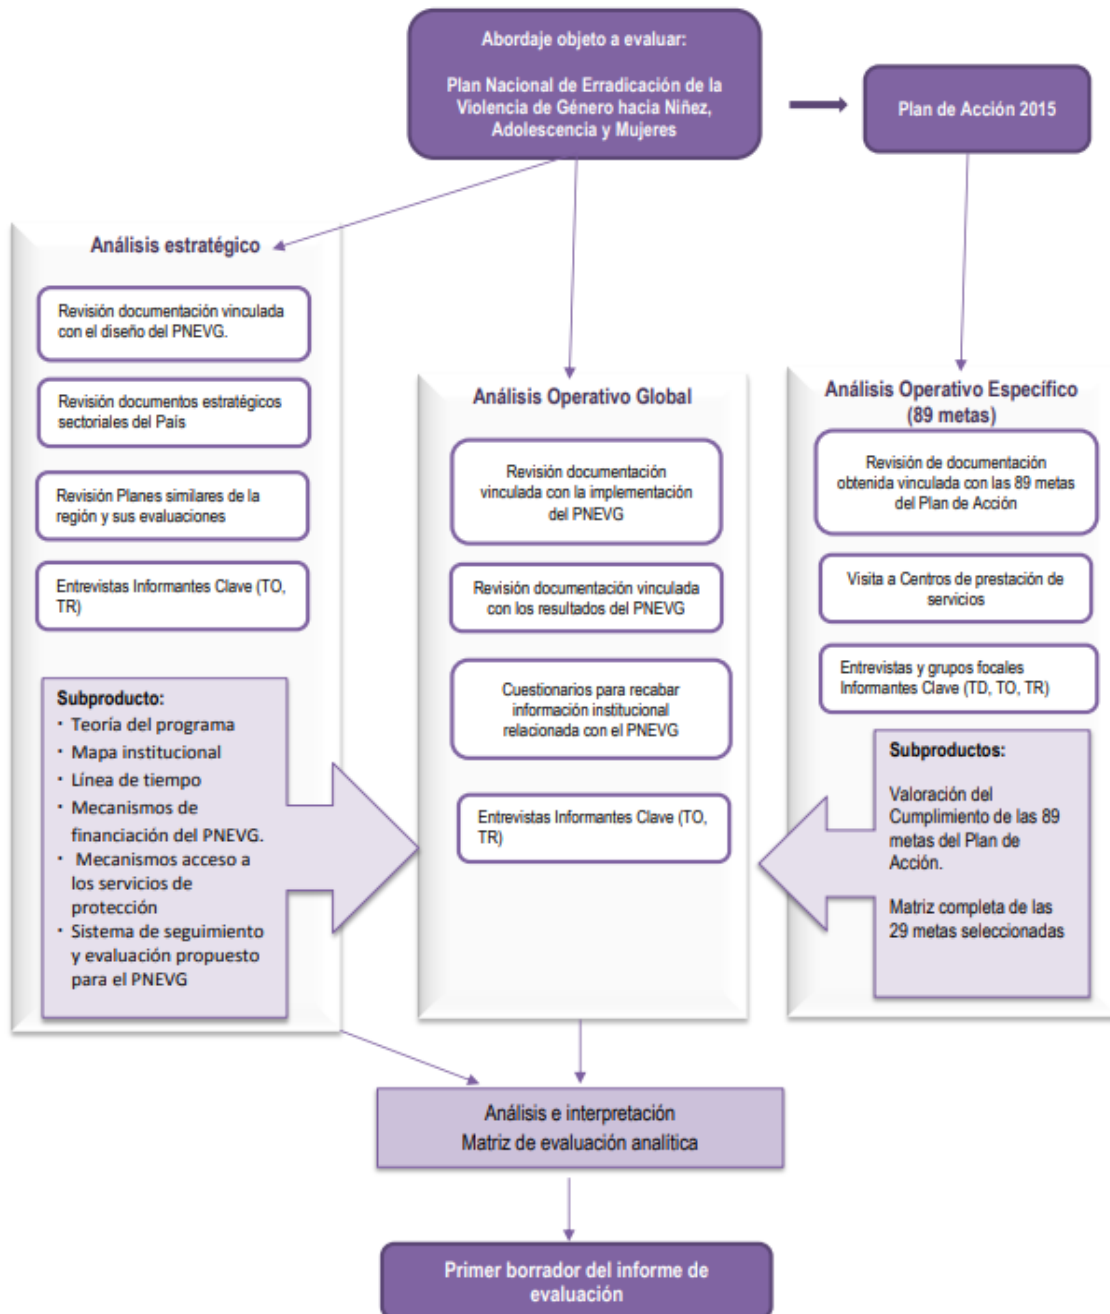 Abordaje objeto a evaluar:
Plan Nacional de Erradicación de la
Violencia de Género hacia Niñez,
Adolescencia y Mujeres
Plan de Acción 2015
Análisis estratégico
Revisión documentación vinculada
con el diseño del PNEVG.
Revisión documentos estratégicos
sectoriales del País
Revisión Planes similares de la
región y sus evaluaciones
Entrevistas Informantes Clave (TO,
TR)
Subproducto:
· Teoría del programa
· Mapa institucional
· Línea de tiempo
· Mecanismos de
financiación del PNEVG.
· Mecanismos acceso a
los servicios de
protección
· Sistema de seguimiento
y evaluación propuesto
para el PNEVG
Análisis Operativo Global
Revisión documentación
vinculada con la implementación
del PNEVG
Revisión documentación vinculada
con los resultados del PNEVG
Cuestionarios para recabar
información institucional
relacionada con el PNEVG
Entrevistas Informantes Clave (TO,
TR)
Análisis Operativo Específico
(89 metas)
Revisión de documentación
obtenida vinculada con las 89 metas
del Plan de Acción
Visita a Centros de prestación de
servicios
Entrevistas y grupos focales
Informantes Clave (TD, TO, TR)
Subproductos:
Valoración del
Cumplimiento de las 89
metas del Plan de
Acción.
Matriz completa de las
29 metas seleccionadas
Análisis e interpretación
Matriz de evaluación analítica
Primer borrador del informe de
evaluación